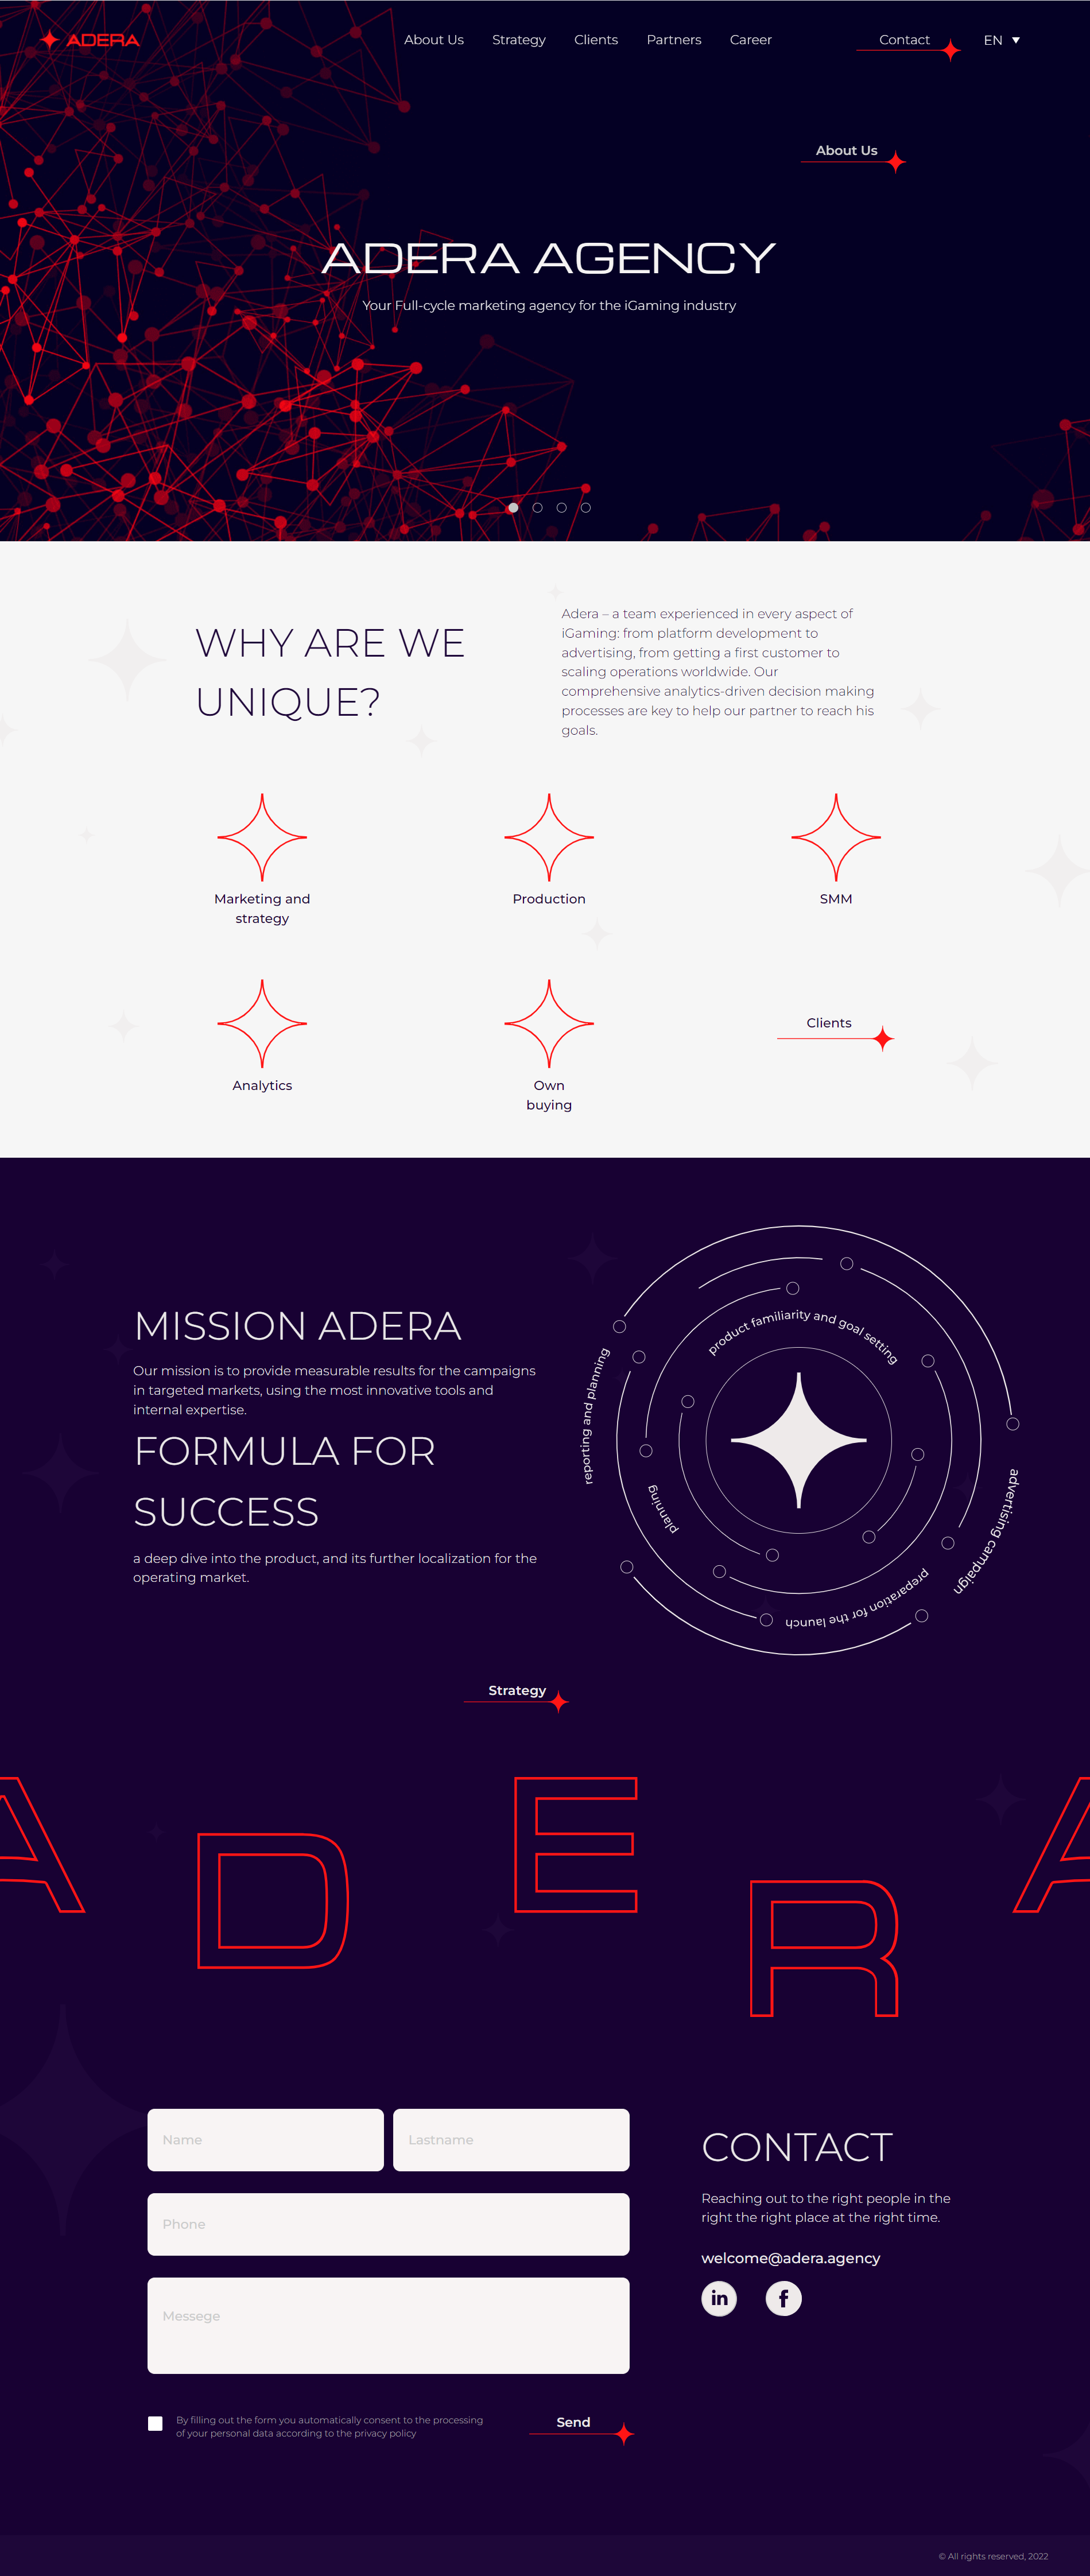 ADERA
About Us
Strategy
Clients
Partners
Career
Contact
EN
About Us
ADERA AGENCY
Your Full-cycle marketing agency for the iGaming industry
WHY ARE WE
UNIQUE?
Adera – a team experienced in every aspect of
iGaming: from platform development to
advertising, from getting a first customer to
scaling operations worldwide. Our
comprehensive analytics-driven decision making
processes are key to help our partner to reach his
goals.
Marketing and
strategy
Production
SMM
Analytics
Own
buying
Clients
MISSION ADERA
Our mission is to provide measurable results for the campaigns
in targeted markets, using the most innovative tools and
internal expertise.
FORMULA FOR
SUCCESS
a deep dive into the product, and its further localization for the
operating market.
product familiarity and goal setting
reporting and planning
planning
advertising campaign
preparation for the launch
Strategy
A D E R A
Name
Lastname
Phone
Messege
By filling out the form you automatically consent to the processing
of your personal data according to the privacy policy
Send
CONTACT
Reaching out to the right people in the
right the right place at the right time.
welcome@adera.agency
in
f
© All rights reserved, 2022